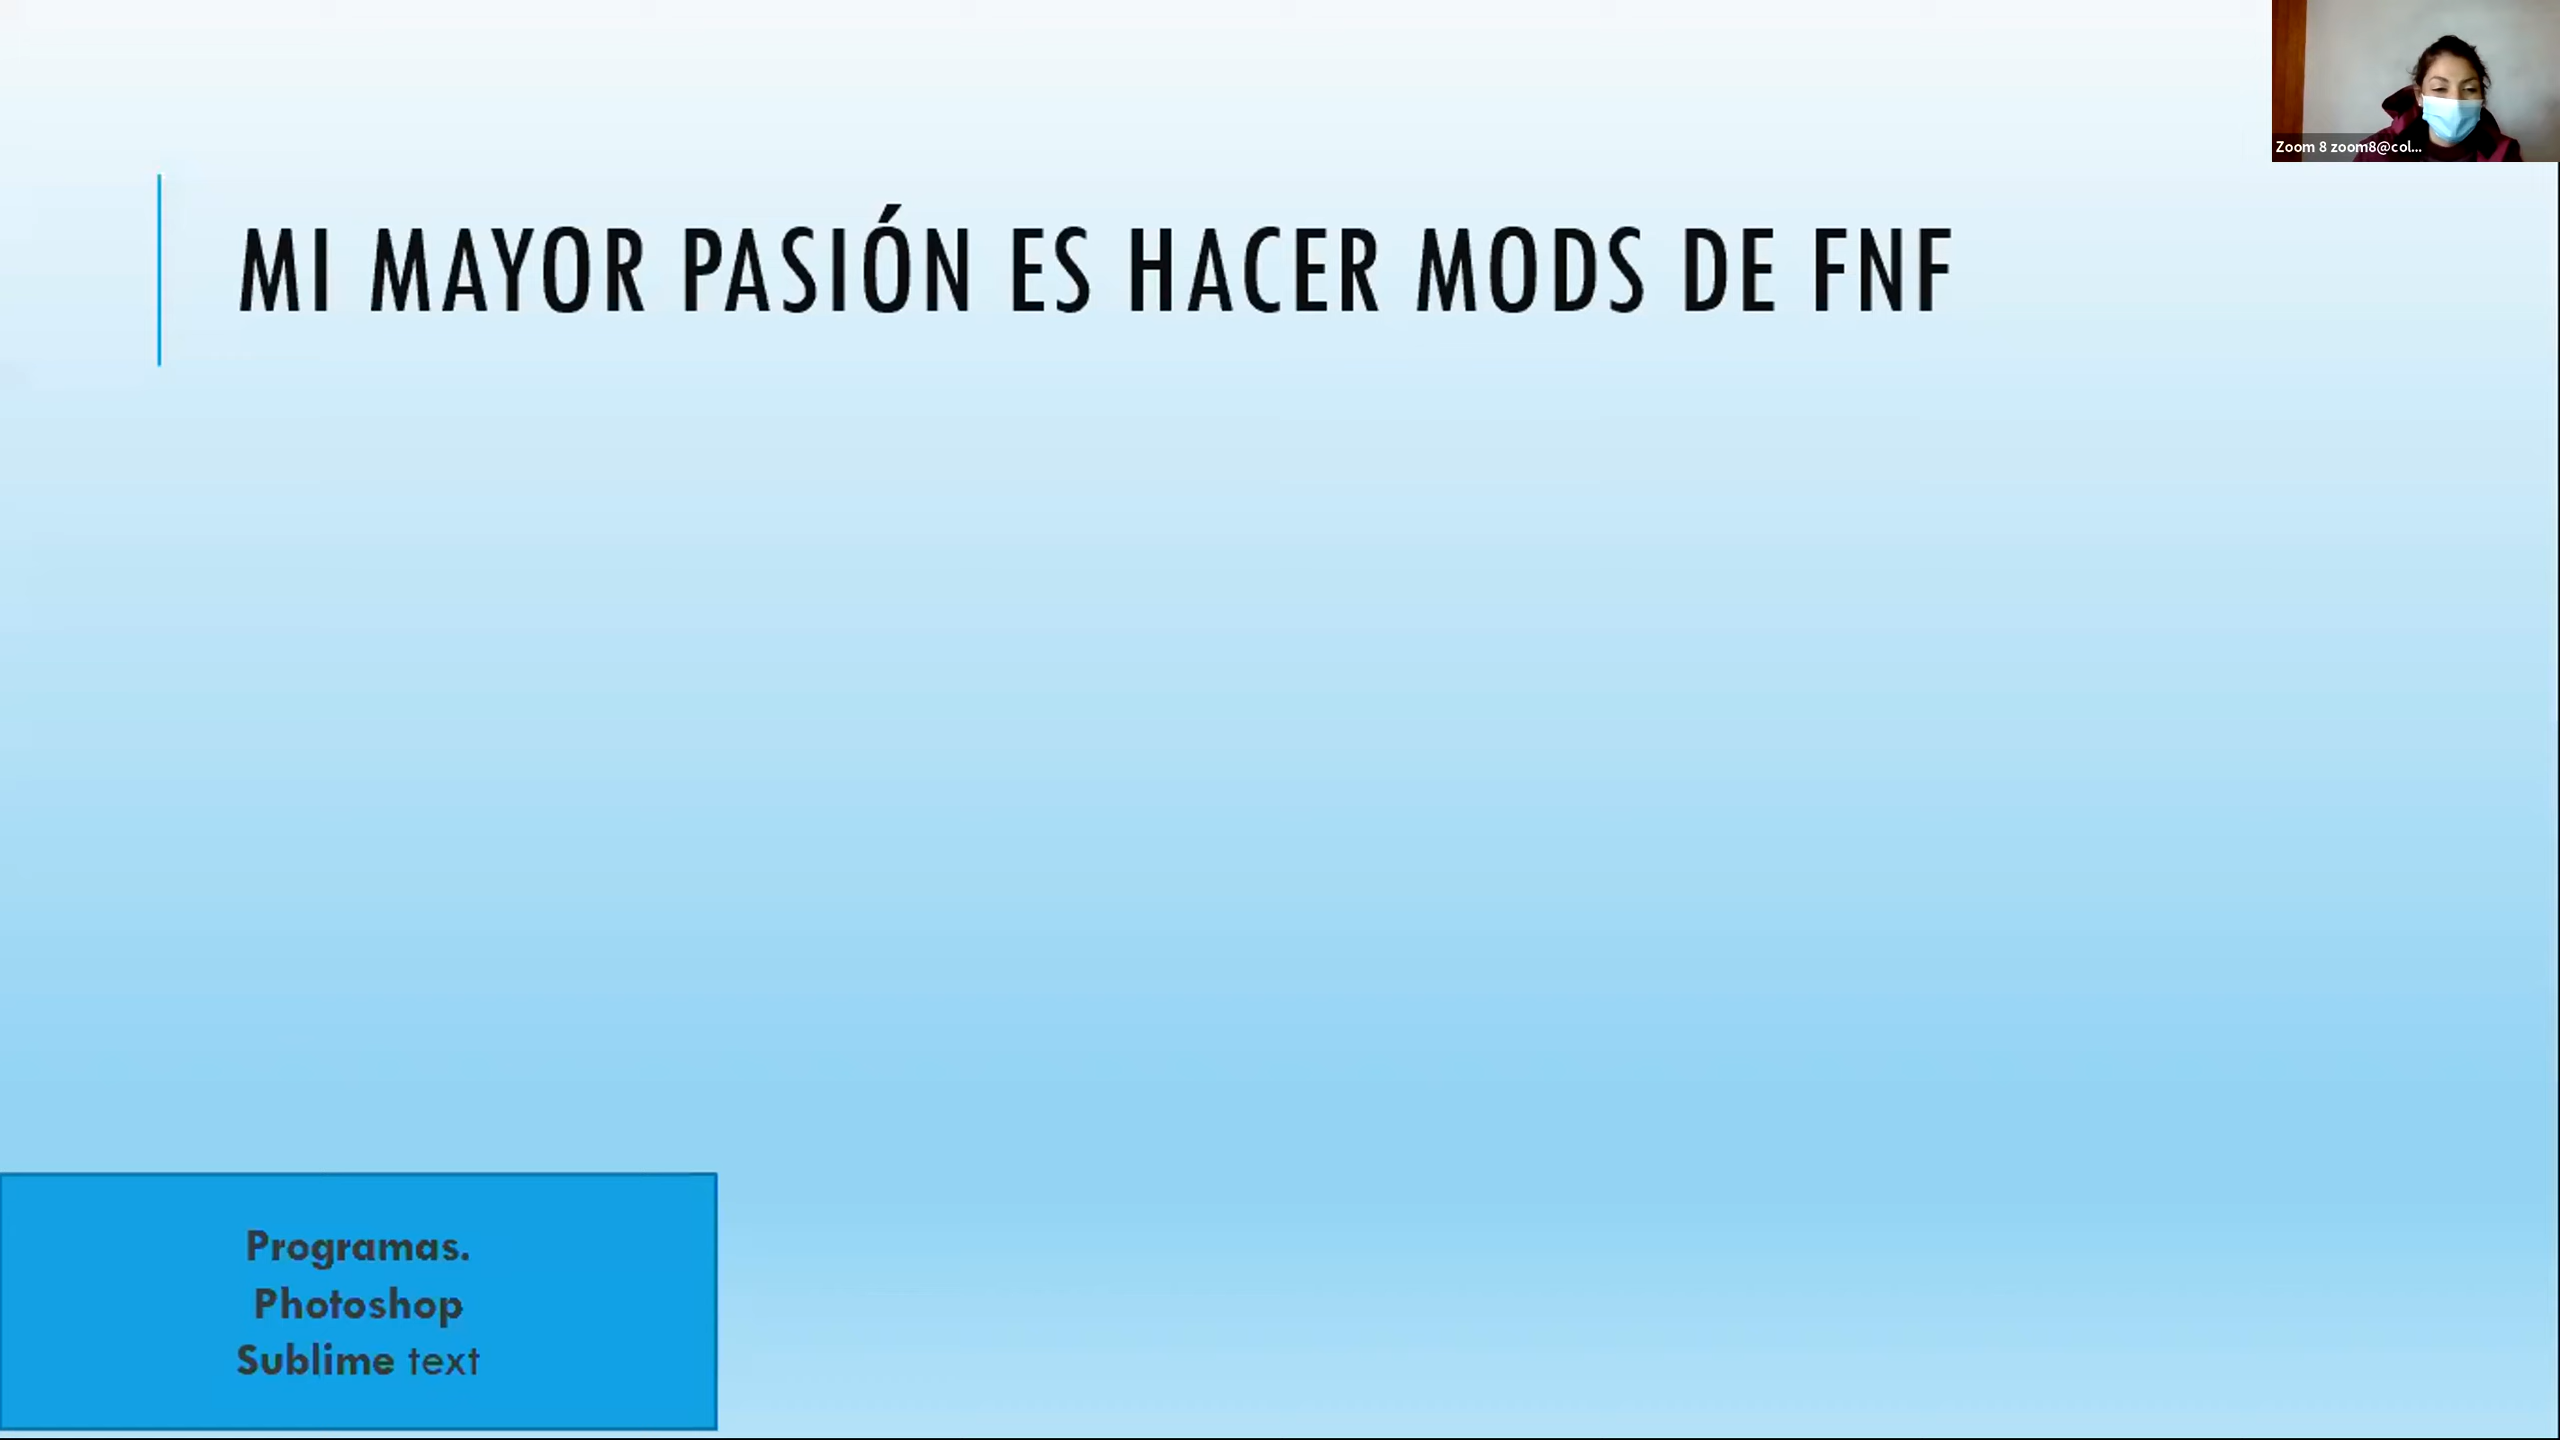 Zoom 8 zoom8@col...
MI MAYOR PASIÓN ES HACER MODS DE FNF
Programas.
Photoshop
Sublime text